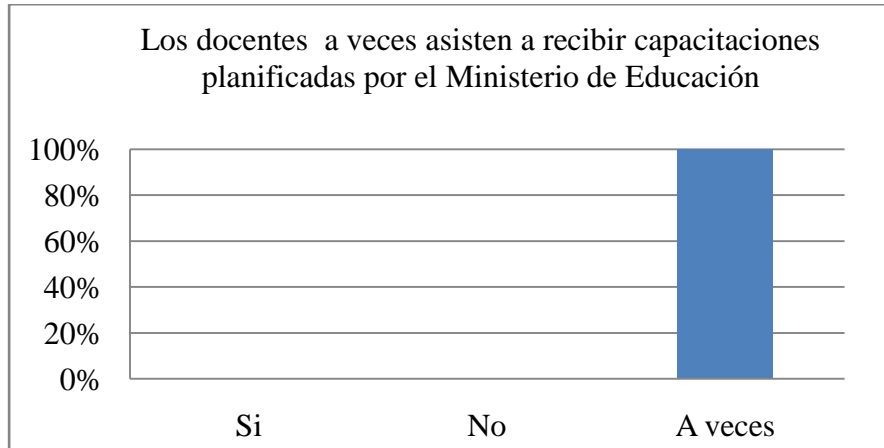 Los docentes  a veces asisten a recibir capacitaciones
planificadas por el Ministerio de Educación
100%
80%
60%
40%
20%
0%
Si No A veces